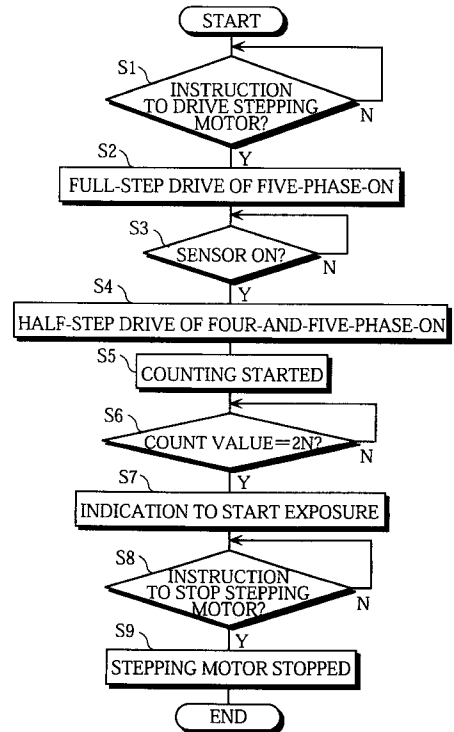 START
S1
INSTRUCTION
TO DRIVE STEPPING
MOTOR?
N
Y
S2
FULL-STEP DRIVE OF FIVE-PHASE-ON
S3
SENSOR ON?
N
Y
S4
HALF-STEP DRIVE OF FOUR-AND-FIVE-PHASE-ON
S5
COUNTING STARTED
S6
COUNT VALUE=2N?
N
Y
S7
INDICATION TO START EXPOSURE
S8
INSTRUCTION
TO STOP STEPPING
MOTOR?
N
Y
S9
STEPPING MOTOR STOPPED
END